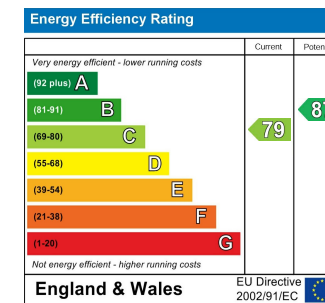 Energy Efficiency Rating
Current
Very energy efficient - lower running costs
(92 plus) A
(81-91) B
(69-80) C
79
(55-68) D
(39-54) E
(21-38) F
(1-20) G
Not energy efficient - higher running costs
England & Wales
EU Directive
2002/91/EC